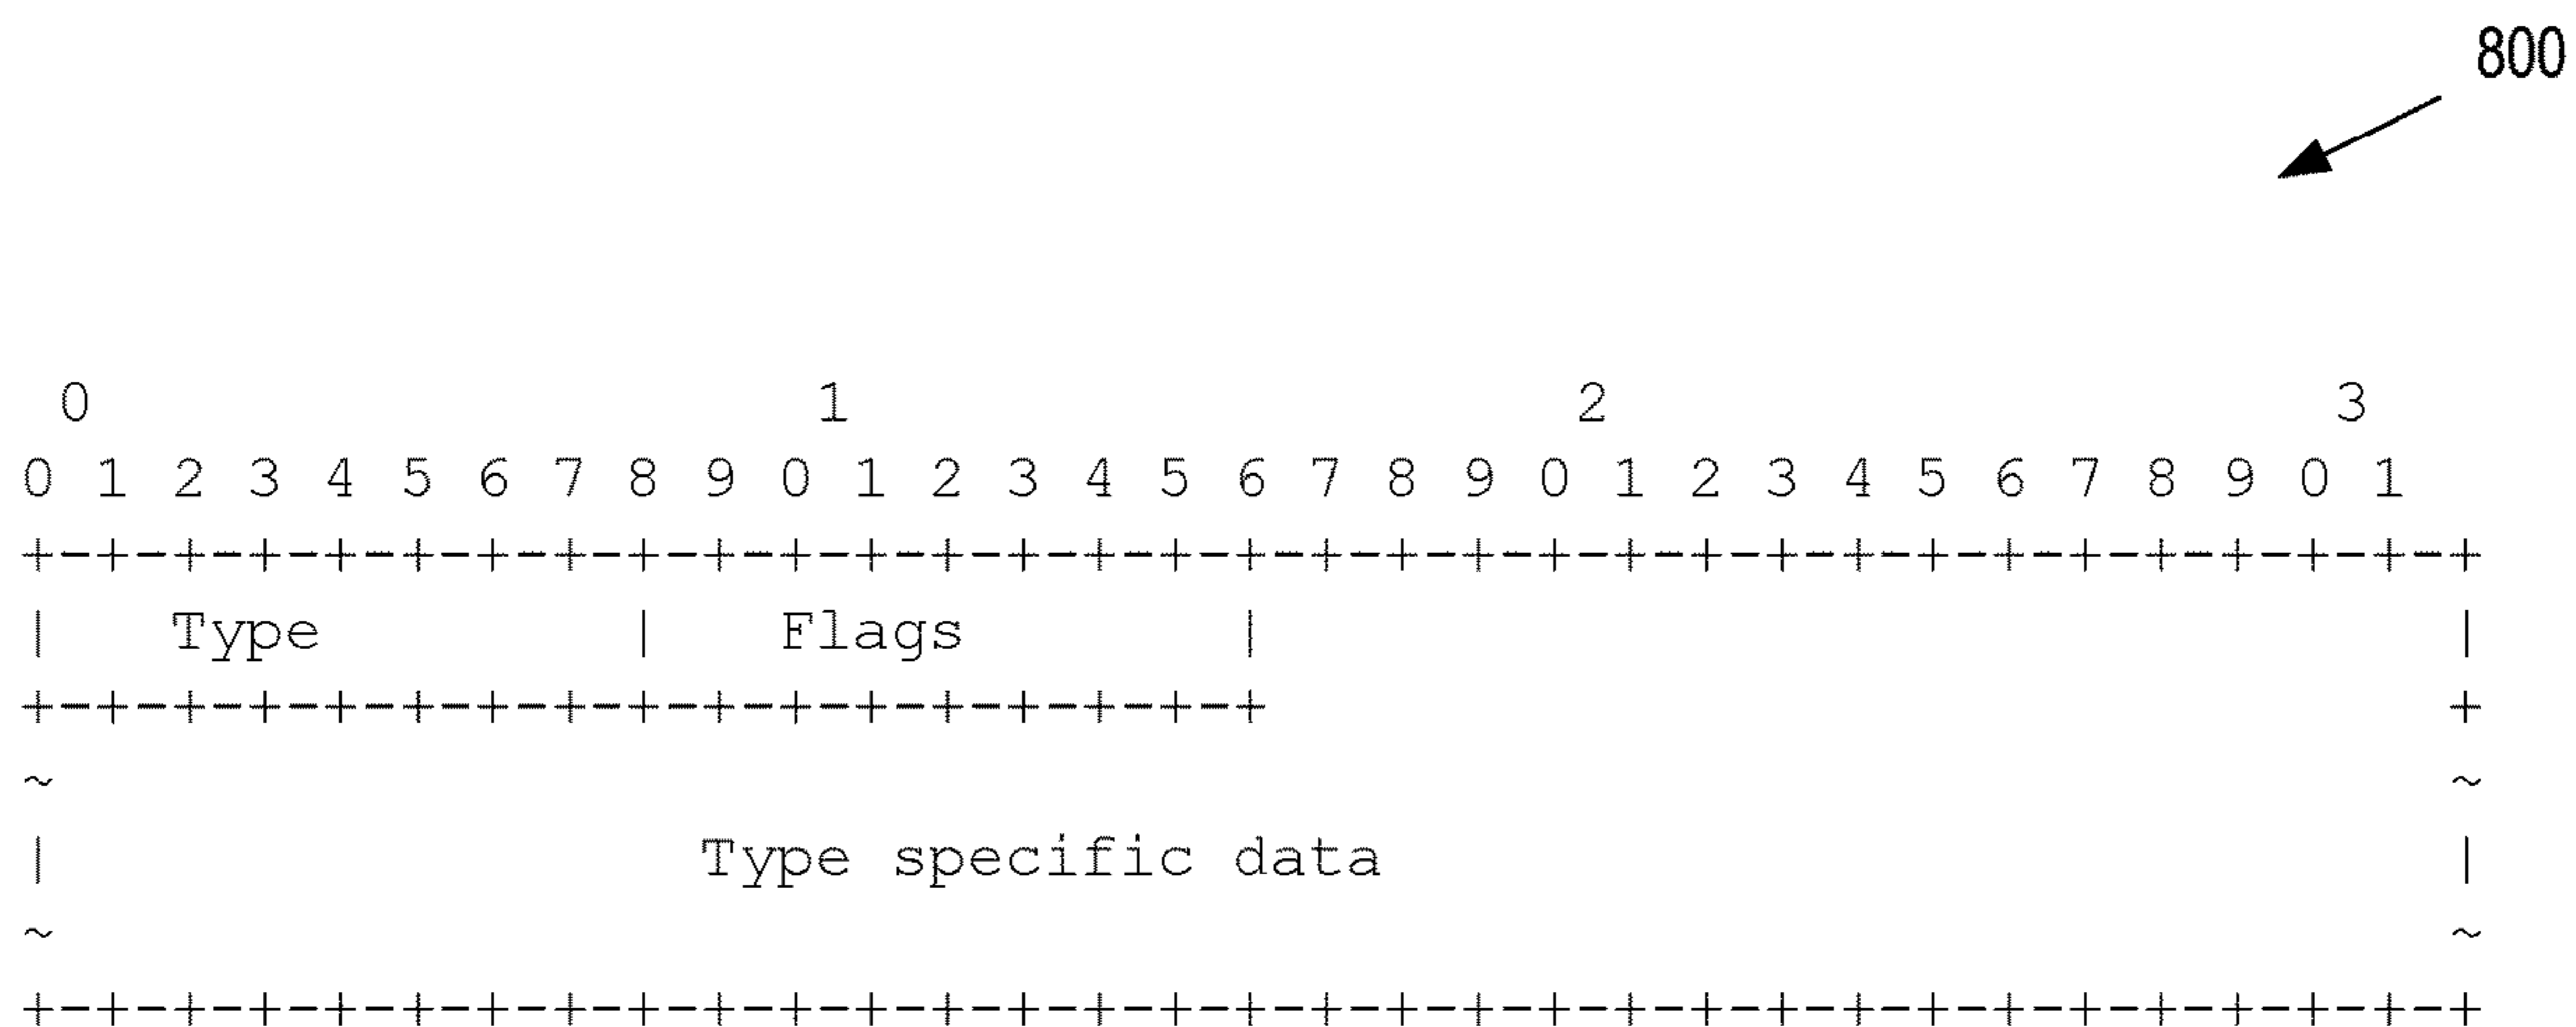 800
 0                   1                   2                   3
0 1 2 3 4 5 6 7 8 9 0 1 2 3 4 5 6 7 8 9 0 1 2 3 4 5 6 7 8 9 0 1
+-+-+-+-+-+-+-+-+-+-+-+-+-+-+-+-+-+-+-+-+-+-+-+-+-+-+-+-+-+-+-+-+
|   Type        |   Flags       |                               |
+-+-+-+-+-+-+-+-+-+-+-+-+-+-+-+-+                               +
~                                                               ~
|                 Type specific data                            |
~                                                               ~
+-+-+-+-+-+-+-+-+-+-+-+-+-+-+-+-+-+-+-+-+-+-+-+-+-+-+-+-+-+-+-+-+